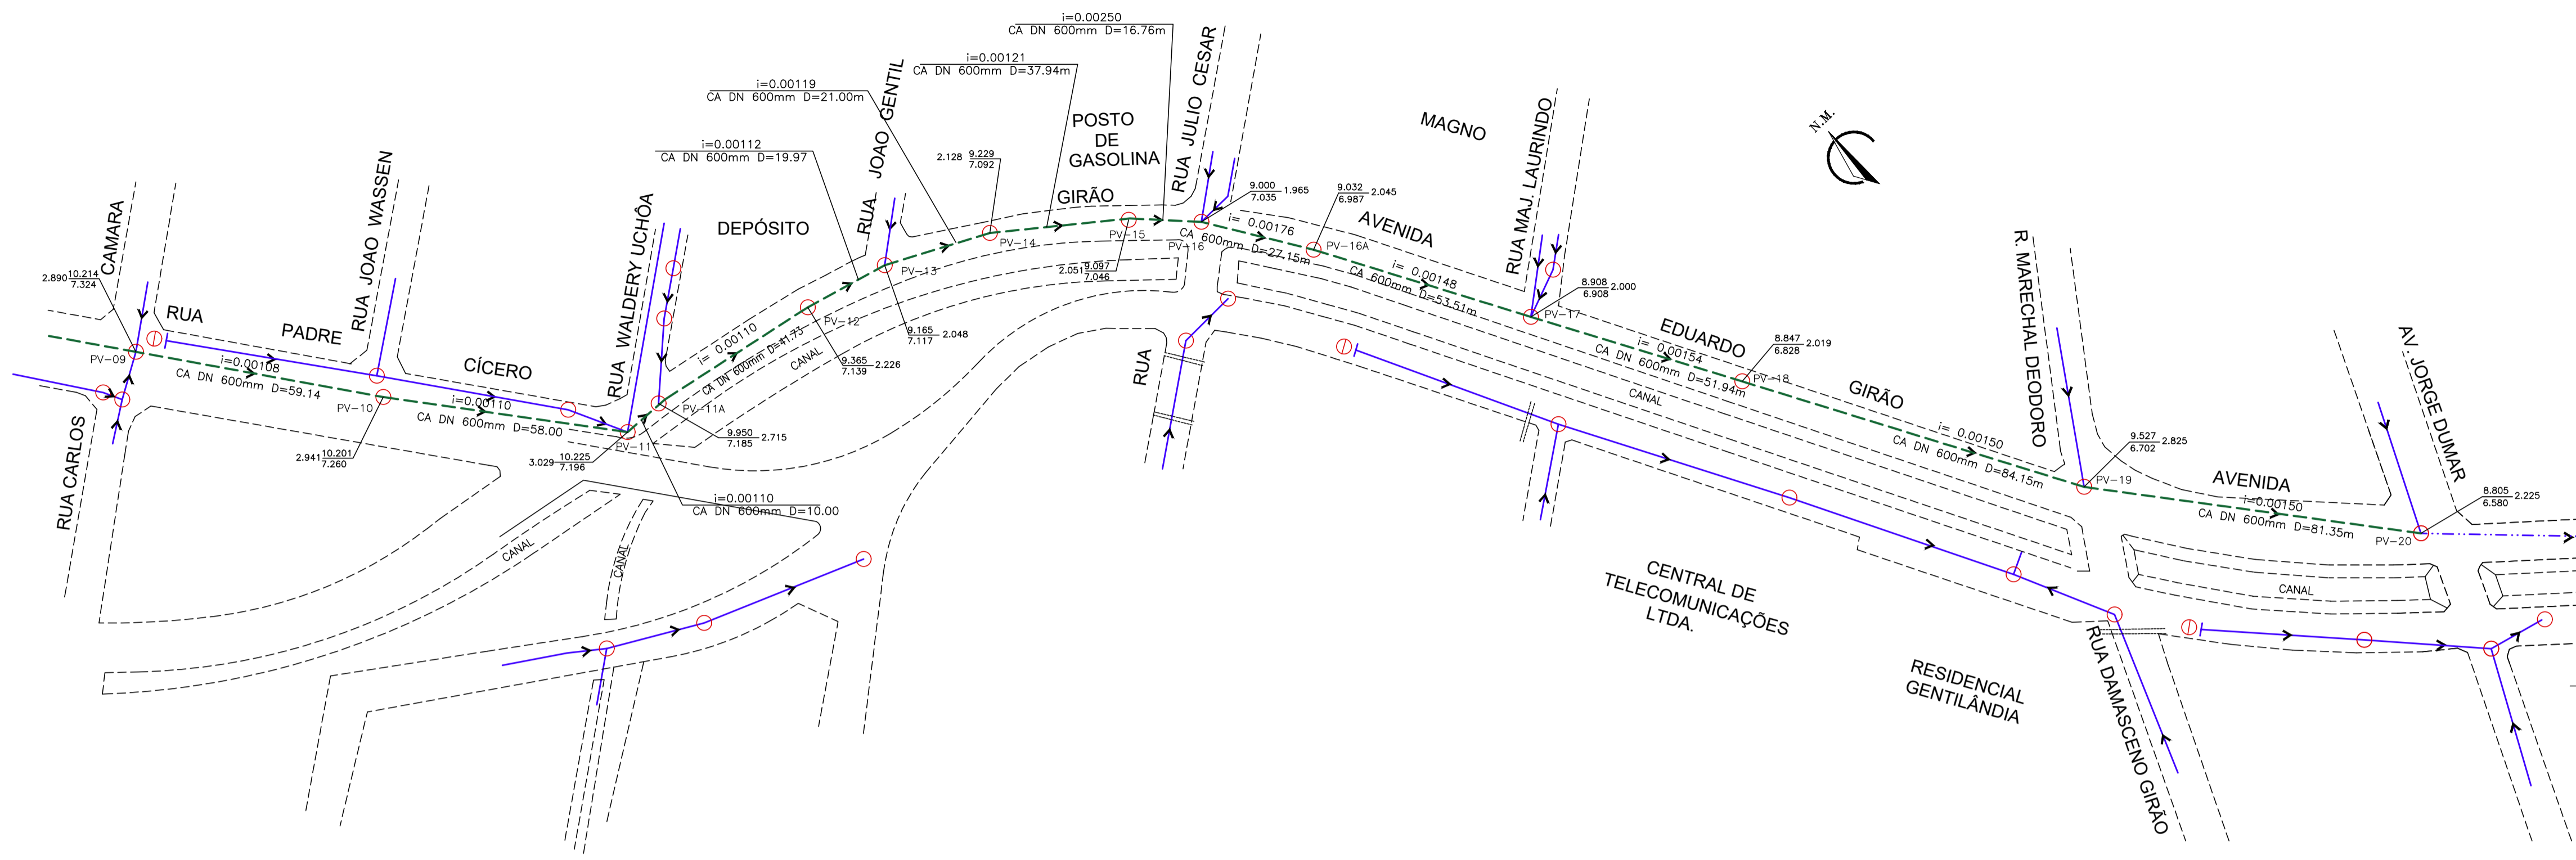 i=0.00250
CA DN 600mm D=16.76m
i=0.00121
CA DN 600mm D=37.94m
i=0.00119
CA DN 600mm D=21.00m
i=0.00112
CA DN 600mm D=19.97
RUA JOAO GENTIL
POSTO
DE
GASOLINA
RUA JULIO CESAR
MAGNO
RUA MAJ. LAURINDO
N.M.
2.128 9.229
7.092
GIRÃO
9.000 1.965
7.035
9.032 2.045
6.987
AVENIDA
CAMARA
RUA JOAO WASSEN
RUA WALDERY UCHÔA
DEPÓSITO
PV-14
PV-15
PV-16
i= 0.00176
CA 600mm D=27.15m
PV-16A
R. MARECHAL DEODORO
2.890 10.214
7.324
PV-13
2.051 9.097
7.046
i= 0.00148
CA 600mm D=53.51m
8.908 2.000
6.908
PV-17
RUA
PADRE
CÍCERO
PV-12
9.165 2.048
7.117
9.365 2.226
7.139
i= 0.00110
CA DN 600mm D=41.73
CANAL
RUA
EDUARDO
i= 0.00154
CA DN 600mm D=51.94m
8.847 2.019
6.828
PV-18
AV. JORGE DUMAR
PV-09
i=0.00108
CA DN 600mm D=59.14
PV-10
i=0.00110
CA DN 600mm D=58.00
PV-11A
PV-11
CANAL
GIRÃO
i= 0.00150
CA DN 600mm D=84.15m
9.527 2.825
6.702
PV-19
RUA CARLOS
2.941 10.201
7.260
3.029 10.225
7.196
9.950 2.715
7.185
i=0.00110
CA DN 600mm D=10.00
AVENIDA
i=0.00150
CA DN 600mm D=81.35m
8.805 2.225
6.580
PV-20
CANAL
CANAL
CENTRAL DE
TELECOMUNICAÇÕES
LTDA.
CANAL
RESIDENCIAL
GENTILÂNDIA
RUA DAMASCENO GIRÃO